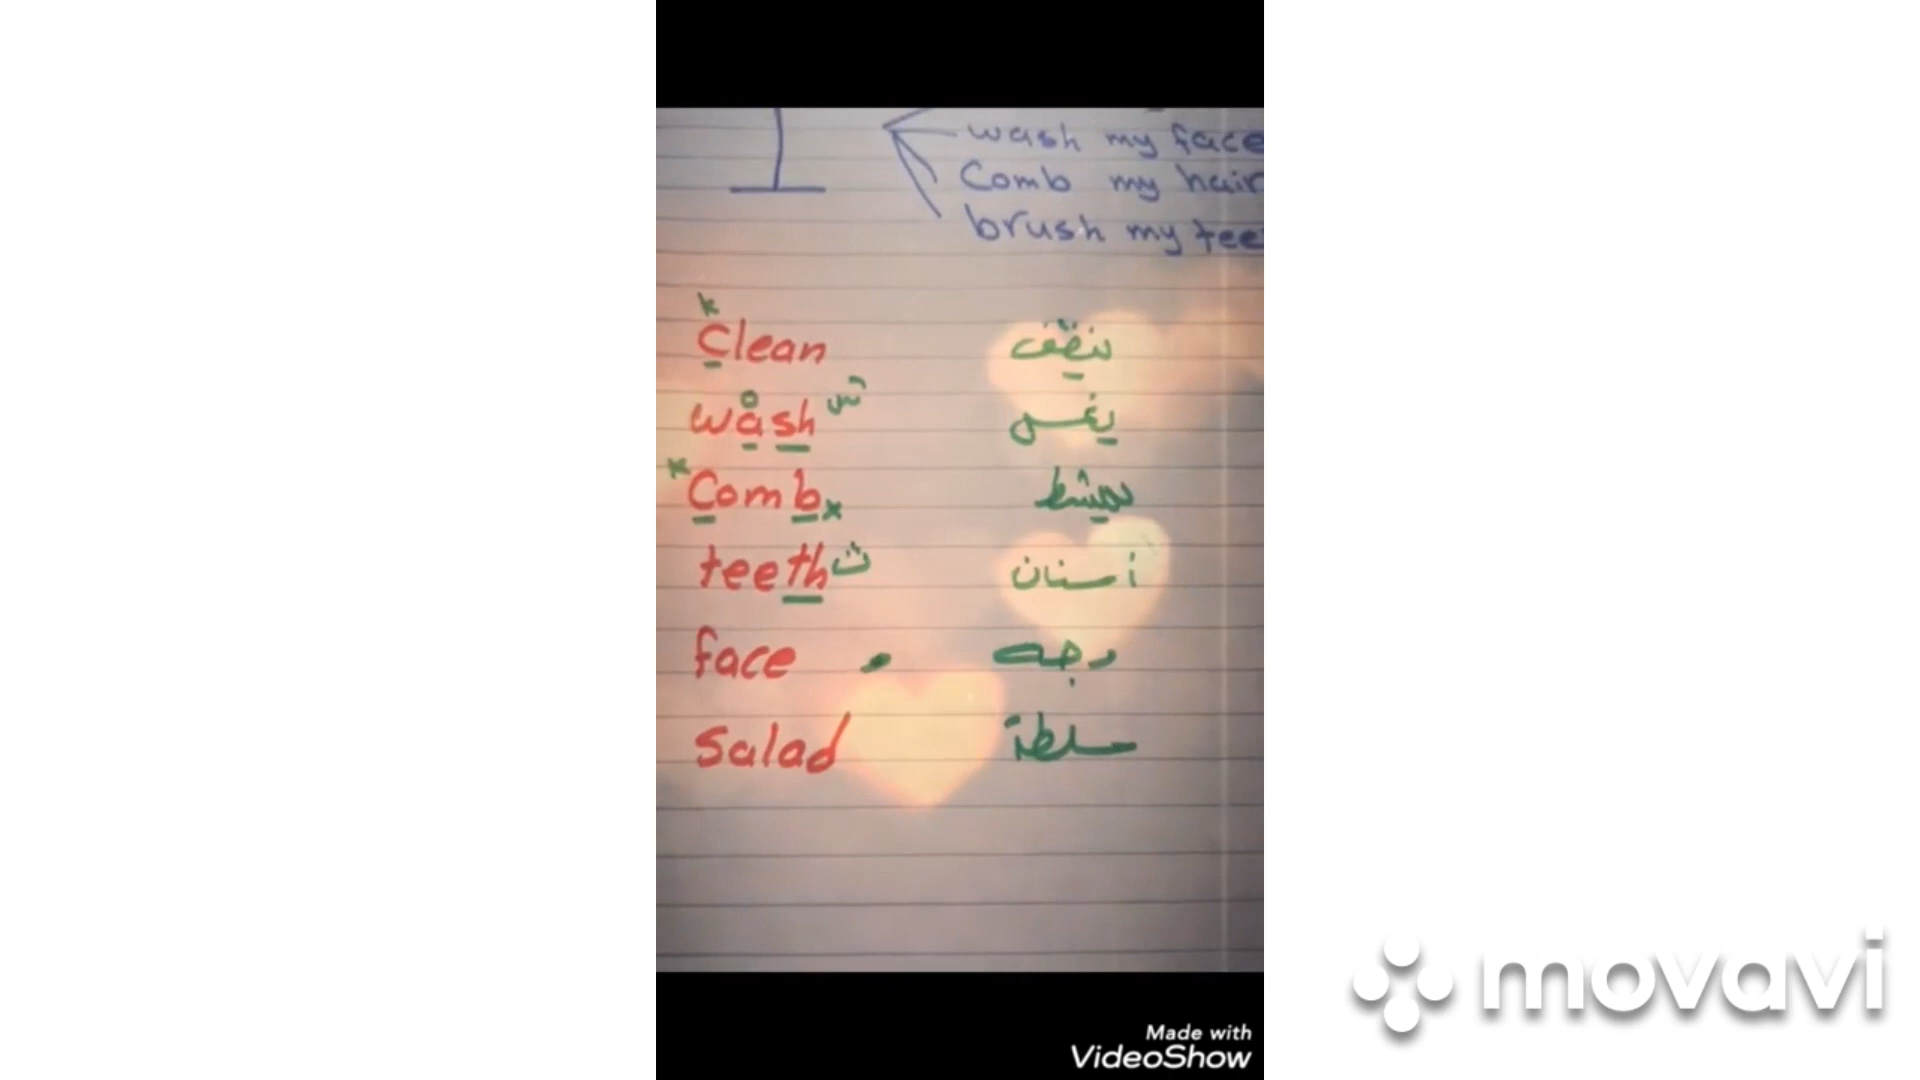 I
wash my face
Comb my hair
brush my tee
k
Clean ينظف
wash ش يغسل
k
Comb x يمشط
teeth ث أسنان
face وجه
Salad سلطة
Made with
VideoShow
movavi